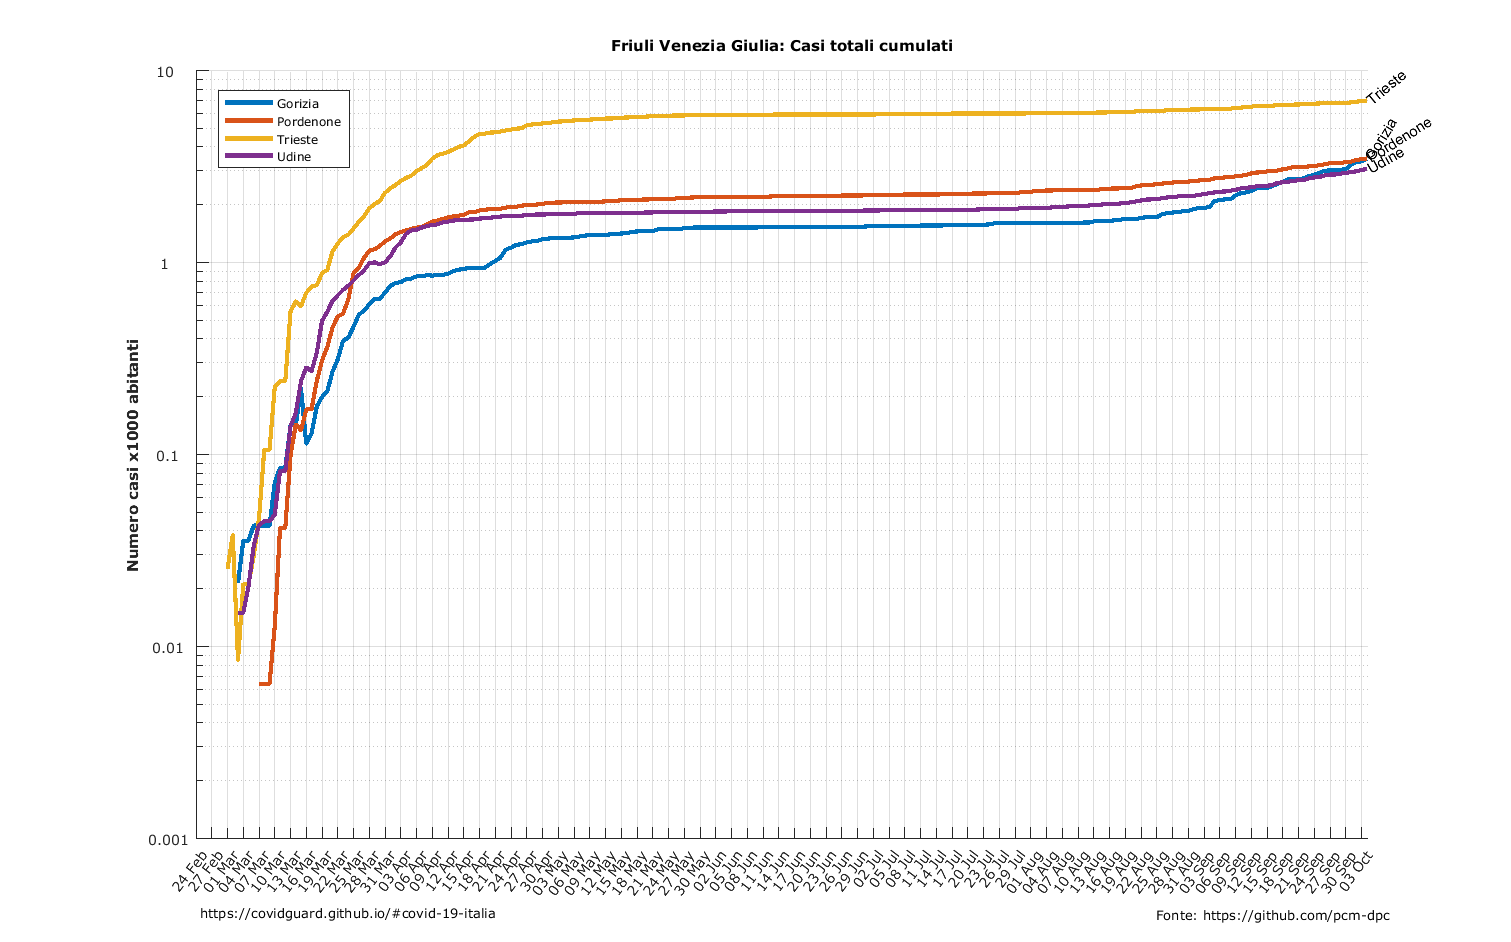 Friuli Venezia Giulia: Casi totali cumulati
Numero casi x1000 abitanti
10
1
0.1
0.01
0.001
Gorizia
Pordenone
Trieste
Udine
Trieste
Gorizia
Pordenone
Udine
24 Feb
27 Feb
01 Mar
04 Mar
07 Mar
10 Mar
13 Mar
16 Mar
19 Mar
22 Mar
25 Mar
28 Mar
31 Mar
03 Apr
06 Apr
09 Apr
12 Apr
15 Apr
18 Apr
21 Apr
24 Apr
27 Apr
30 Apr
03 May
06 May
09 May
12 May
15 May
18 May
21 May
24 May
27 May
30 May
02 Jun
05 Jun
08 Jun
11 Jun
14 Jun
17 Jun
20 Jun
23 Jun
26 Jun
29 Jun
02 Jul
05 Jul
08 Jul
11 Jul
14 Jul
17 Jul
20 Jul
23 Jul
26 Jul
29 Jul
01 Aug
04 Aug
07 Aug
10 Aug
13 Aug
16 Aug
19 Aug
22 Aug
25 Aug
28 Aug
31 Aug
03 Sep
06 Sep
09 Sep
12 Sep
15 Sep
18 Sep
21 Sep
24 Sep
27 Sep
30 Sep
03 Oct
https://covidguard.github.io/#covid-19-italia
Fonte: https://github.com/pcm-dpc